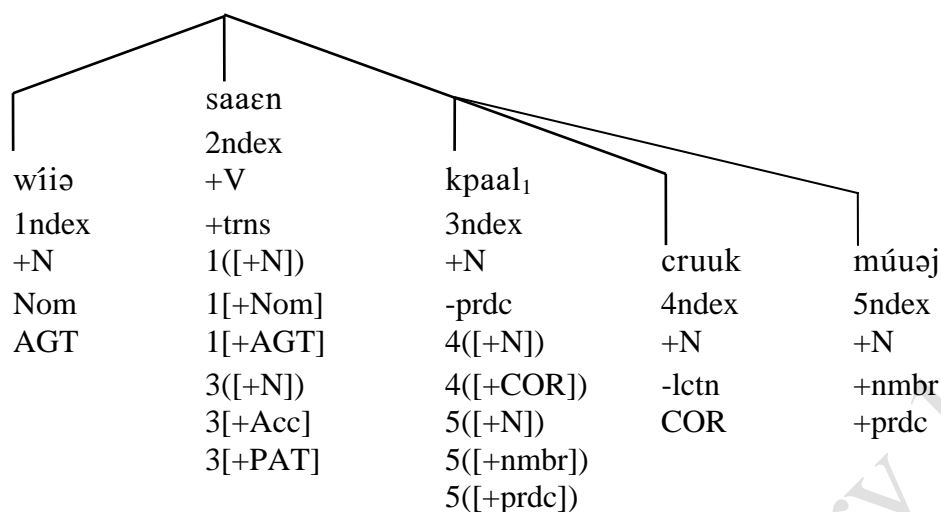 wíiə
1ndex
+N
Nom
AGT
saaɛn
2ndex
+V
+trns
1([+N])
1[+Nom]
1[+AGT]
3([+N])
3[+Acc]
3[+PAT]
kpaal₁
3ndex
+N
-prdc
4([+N])
4([+COR])
5([+N])
5([+nmbr])
5([+prdc])
cruuk
4ndex
+N
-lctn
COR
múuəj
5ndex
+N
+nmbr
+prdc